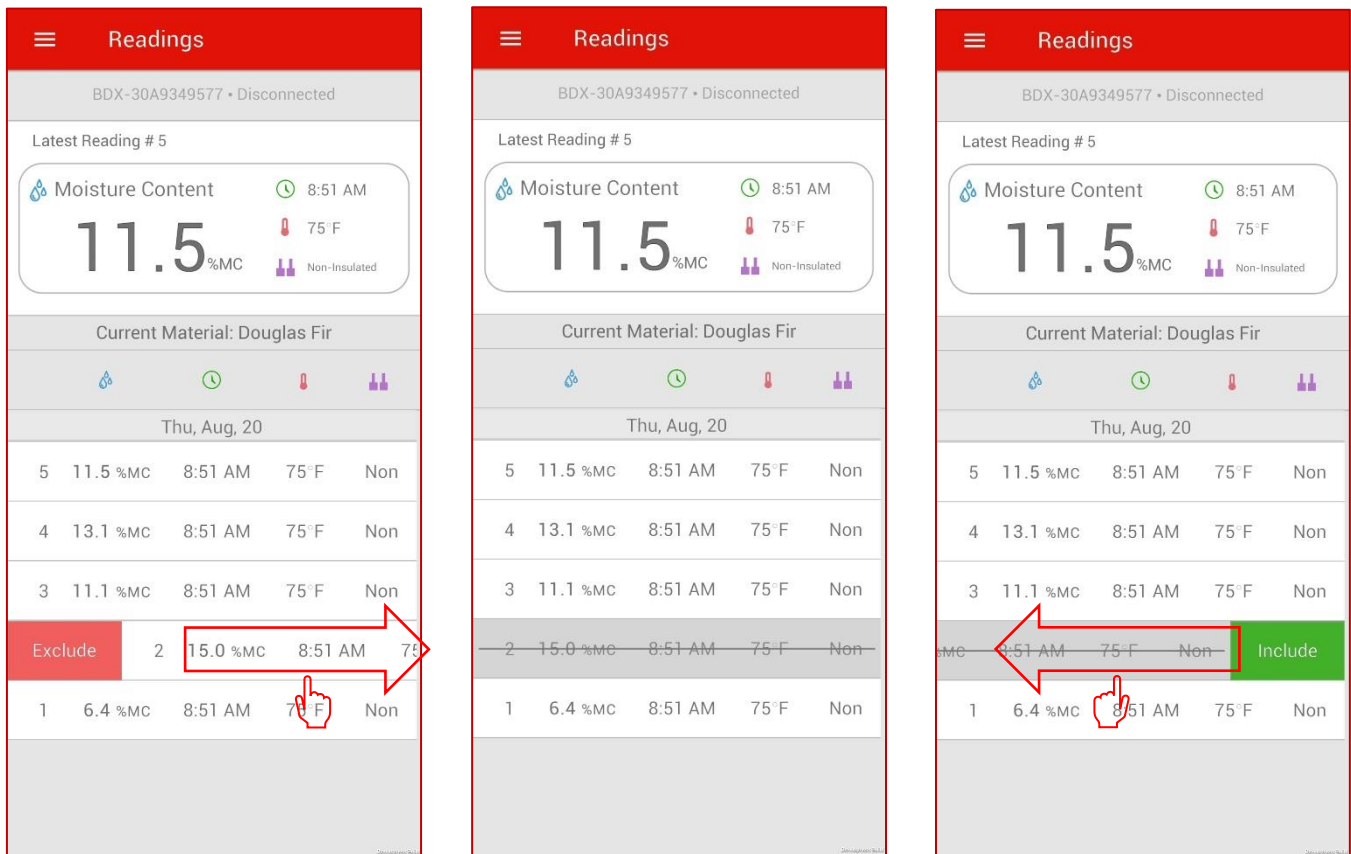 Readings
BDX-30A9349577 • Disconnected
Latest Reading # 5
Moisture Content 8:51 AM
11.5 %MC 75°F
Non-Insulated
Current Material: Douglas Fir
Thu, Aug, 20
5 11.5 %MC 8:51 AM 75°F Non
4 13.1 %MC 8:51 AM 75°F Non
3 11.1 %MC 8:51 AM 75°F Non
Exclude 2 15.0 %MC 8:51 AM 75
1 6.4 %MC 8:51 AM 75°F Non
Readings
BDX-30A9349577 • Disconnected
Latest Reading # 5
Moisture Content 8:51 AM
11.5 %MC 75°F
Non-Insulated
Current Material: Douglas Fir
Thu, Aug, 20
5 11.5 %MC 8:51 AM 75°F Non
4 13.1 %MC 8:51 AM 75°F Non
3 11.1 %MC 8:51 AM 75°F Non
2 15.0 %MC 8:51 AM 75°F Non
1 6.4 %MC 8:51 AM 75°F Non
Readings
BDX-30A9349577 • Disconnected
Latest Reading # 5
Moisture Content 8:51 AM
11.5 %MC 75°F
Non-Insulated
Current Material: Douglas Fir
Thu, Aug, 20
5 11.5 %MC 8:51 AM 75°F Non
4 13.1 %MC 8:51 AM 75°F Non
3 11.1 %MC 8:51 AM 75°F Non
%MC 8:51 AM 75°F Non Include
1 6.4 %MC 8:51 AM 75°F Non